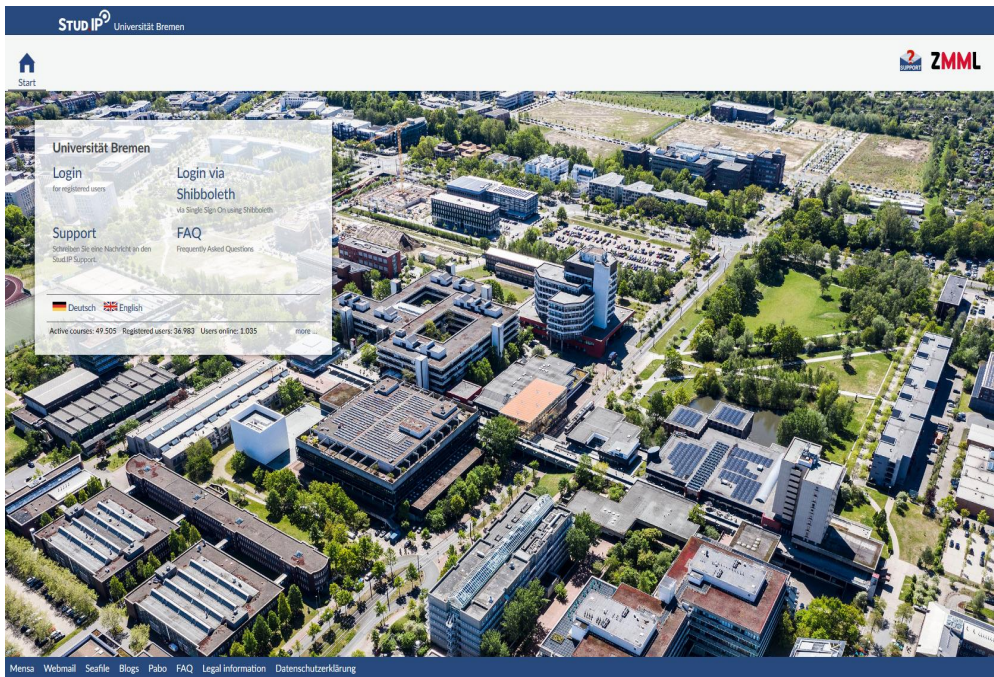 STUD IP Universität Bremen
Start
SUPPORT
ZMML
Universität Bremen
Login
for registered users
Login via
Shibboleth
via Single Sign On using Shibboleth
Support
Schreiben Sie eine Nachricht an den
Stud.IP Support.
FAQ
Frequently Asked Questions
Deutsch English
Active courses: 49.505 Registered users: 36.983 Users online: 1.035 more ...
Mensa Webmail Seafile Blogs Pabo FAQ Legal information Datenschutzerklärung